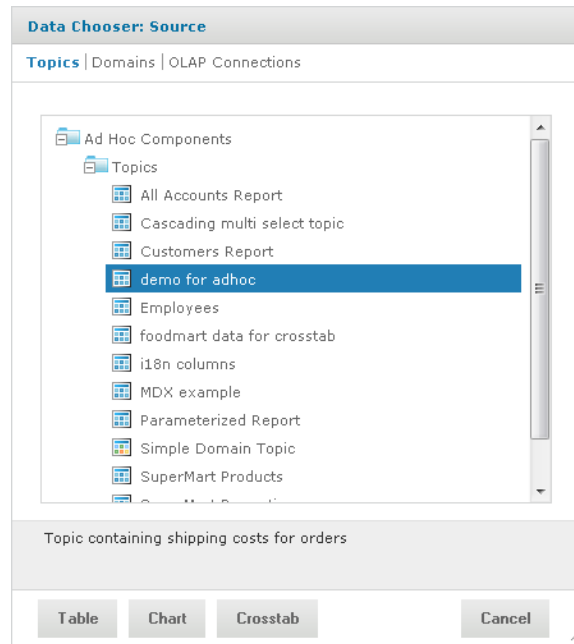 Data Chooser: Source
Topics | Domains | OLAP Connections
Ad Hoc Components
Topics
All Accounts Report
Cascading multi select topic
Customers Report
demo for adhoc
Employees
foodmart data for crosstab
i18n columns
MDX example
Parameterized Report
Simple Domain Topic
SuperMart Products
Topic containing shipping costs for orders
Table Chart Crosstab Cancel